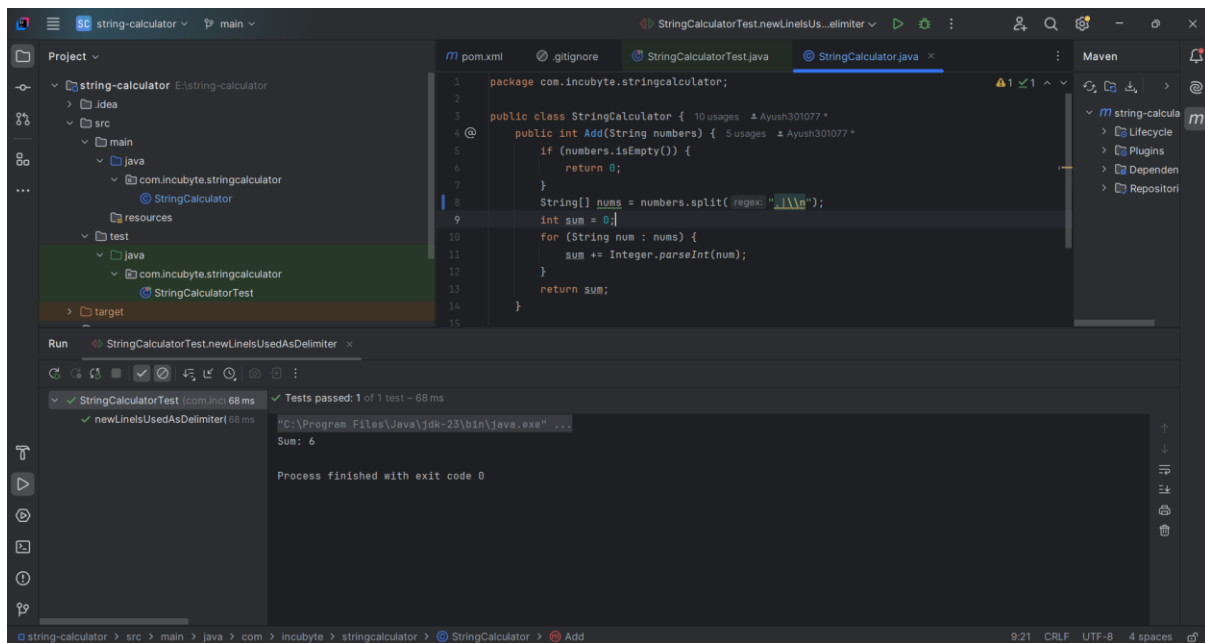 SC string-calculator main StringCalculatorTest.newLineIsUs...elimiter
Project
string-calculator E:\string-calculator
.idea
src
main
java
com.incubyte.stringcalculator
StringCalculator
resources
test
java
com.incubyte.stringcalculator
StringCalculatorTest
target
m pom.xml .gitignore StringCalculatorTest.java StringCalculator.java
1 package com.incubyte.stringcalculator;
2
3 public class StringCalculator { 10 usages Ayush301077 *
4 @ public int Add(String numbers) { 5 usages Ayush301077 *
5 if (numbers.isEmpty()) {
6 return 0;
7 }
8 String[] nums = numbers.split( regex: ",|\\n");
9 int sum = 0;
10 for (String num : nums) {
11 sum += Integer.parseInt(num);
12 }
13 return sum;
14 }
15
1 1
Maven
m string-calcula
Lifecycle
Plugins
Dependen
Repositori
m
Run StringCalculatorTest.newLineIsUsedAsDelimiter
StringCalculatorTest (com.incu 68 ms
newLineIsUsedAsDelimiter( 68 ms
Tests passed: 1 of 1 test – 68 ms
"C:\Program Files\Java\jdk-23\bin\java.exe" ...
Sum: 6
Process finished with exit code 0
string-calculator > src > main > java > com > incubyte > stringcalculator > StringCalculator > Add 9:21 CRLF UTF-8 4 spaces